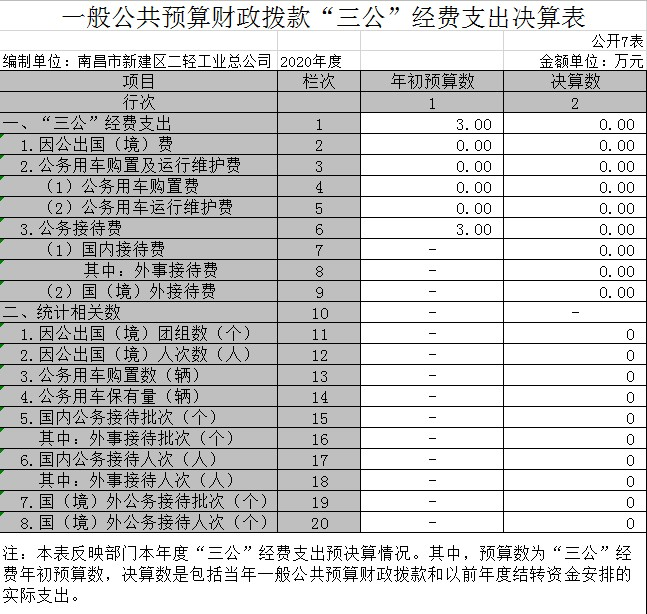 一般公共预算财政拨款“三公”经费支出决算表
公开7表
编制单位：南昌市新建区二轻工业总公司 2020年度 金额单位：万元
项目 栏次 年初预算数 决算数
行次 1 2
一、“三公”经费支出 1 3.00 0.00
1.因公出国（境）费 2 0.00 0.00
2.公务用车购置及运行维护费 3 0.00 0.00
（1）公务用车购置费 4 0.00 0.00
（2）公务用车运行维护费 5 0.00 0.00
3.公务接待费 6 3.00 0.00
（1）国内接待费 7 － 0.00
其中：外事接待费 8 － 0.00
（2）国（境）外接待费 9 － 0.00
二、统计相关数 10 － －
1.因公出国（境）团组数（个） 11 － 0
2.因公出国（境）人次数（人） 12 － 0
3.公务用车购置数（辆） 13 － 0
4.公务用车保有量（辆） 14 － 0
5.国内公务接待批次（个） 15 － 0
其中：外事接待批次（个） 16 － 0
6.国内公务接待人次（人） 17 － 0
其中：外事接待人次（人） 18 － 0
7.国（境）外公务接待批次（个） 19 － 0
8.国（境）外公务接待人次（个） 20 － 0
注：本表反映部门本年度“三公”经费支出预决算情况。其中，预算数为“三公”经
费年初预算数，决算数是包括当年一般公共预算财政拨款和以前年度结转资金安排的
实际支出。